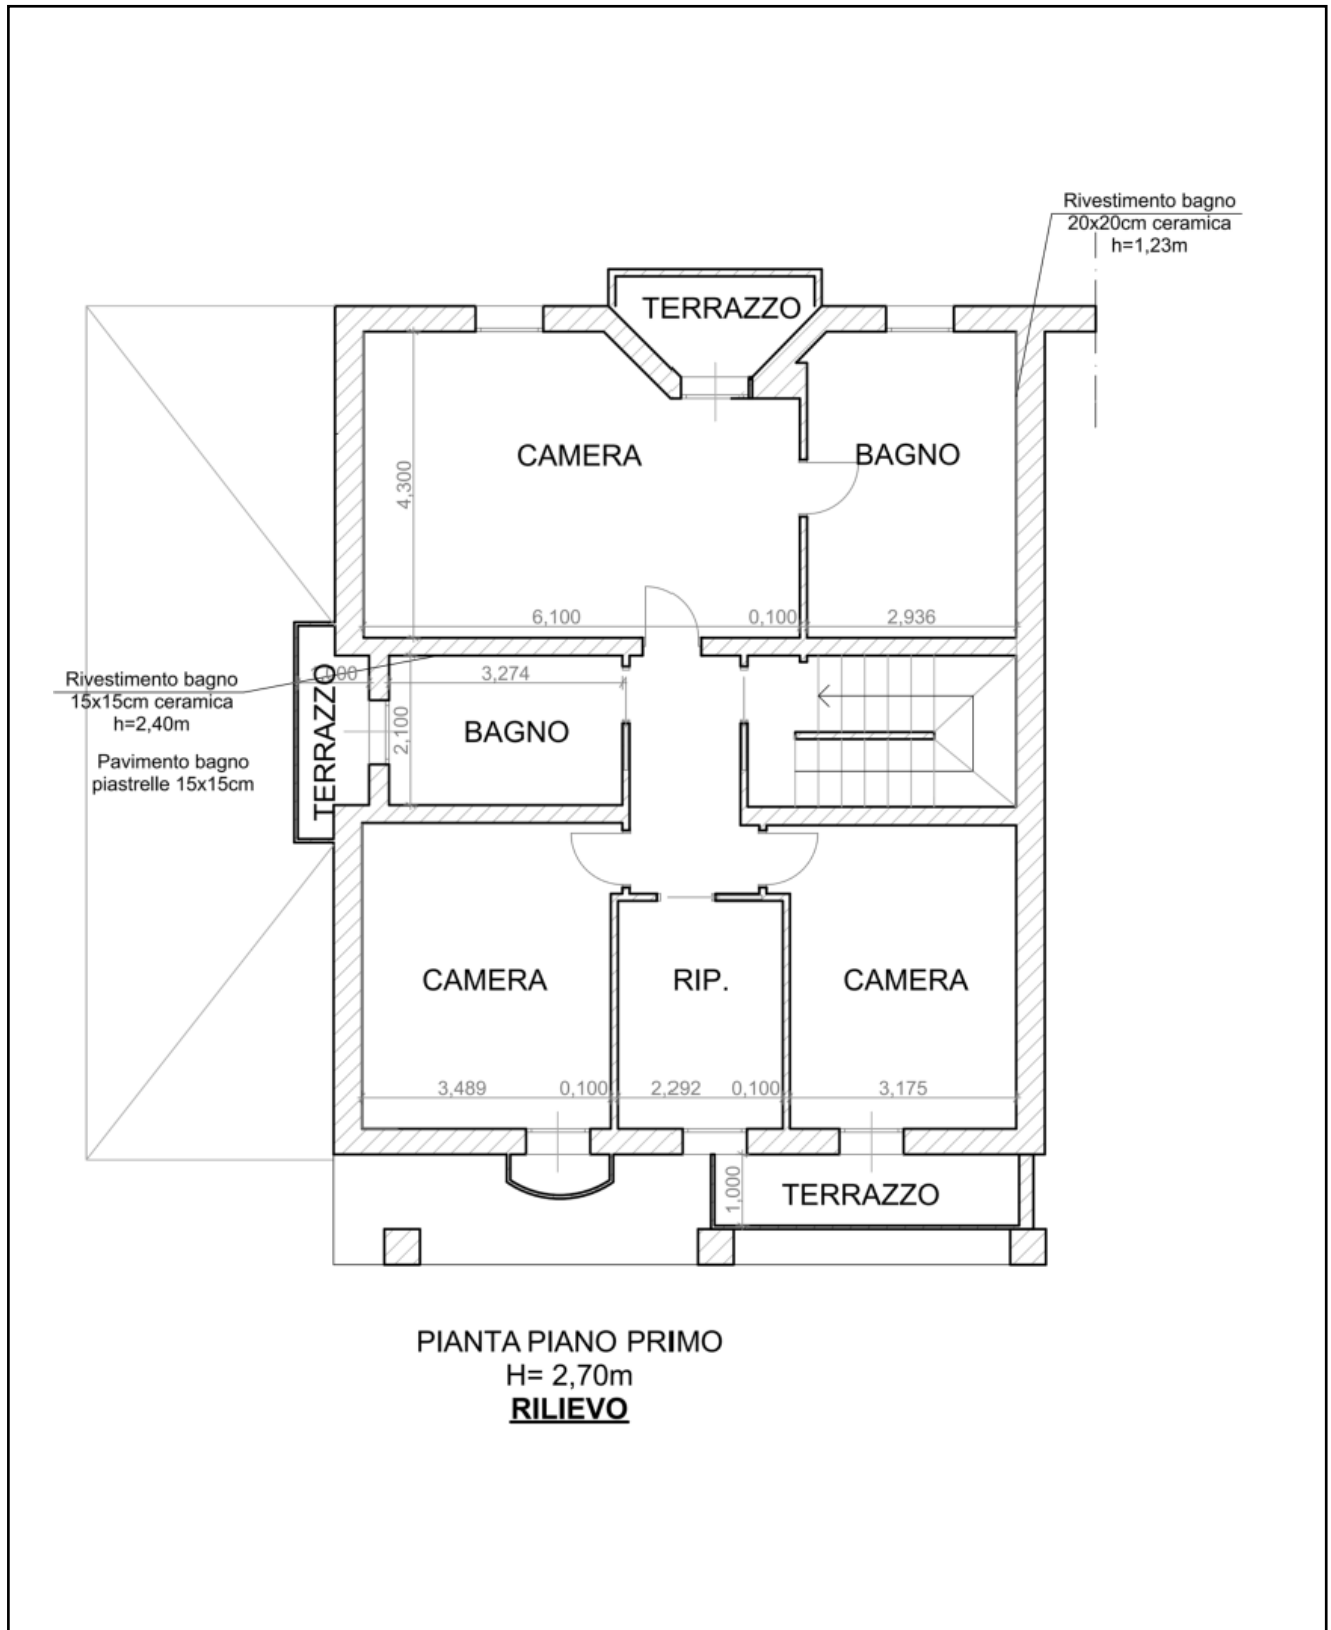 Rivestimento bagno
20x20cm ceramica
h=1,23m
TERRAZZO
CAMERA
BAGNO
4,300
6,100
0,100
2,936
Rivestimento bagno
15x15cm ceramica
h=2,40m
Pavimento bagno
piastrelle 15x15cm
TERRAZZO
3,274
2,100
BAGNO
CAMERA
RIP.
CAMERA
3,489
0,100
2,292
0,100
3,175
1,000
TERRAZZO
PIANTA PIANO PRIMO
H= 2,70m
RILIEVO